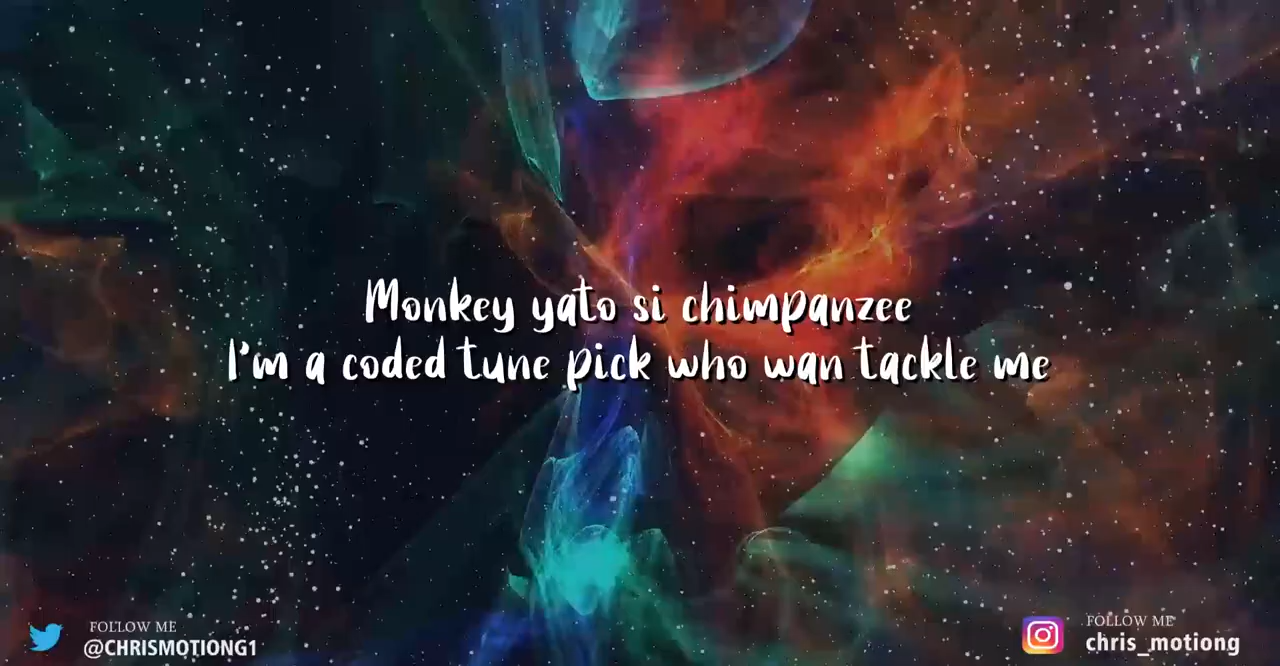 Monkey yato si chimpanzee
I'm a coded tune pick who wan tackle me
FOLLOW ME
@CHRISMOTIONG1
FOLLOW ME
chris_motiong